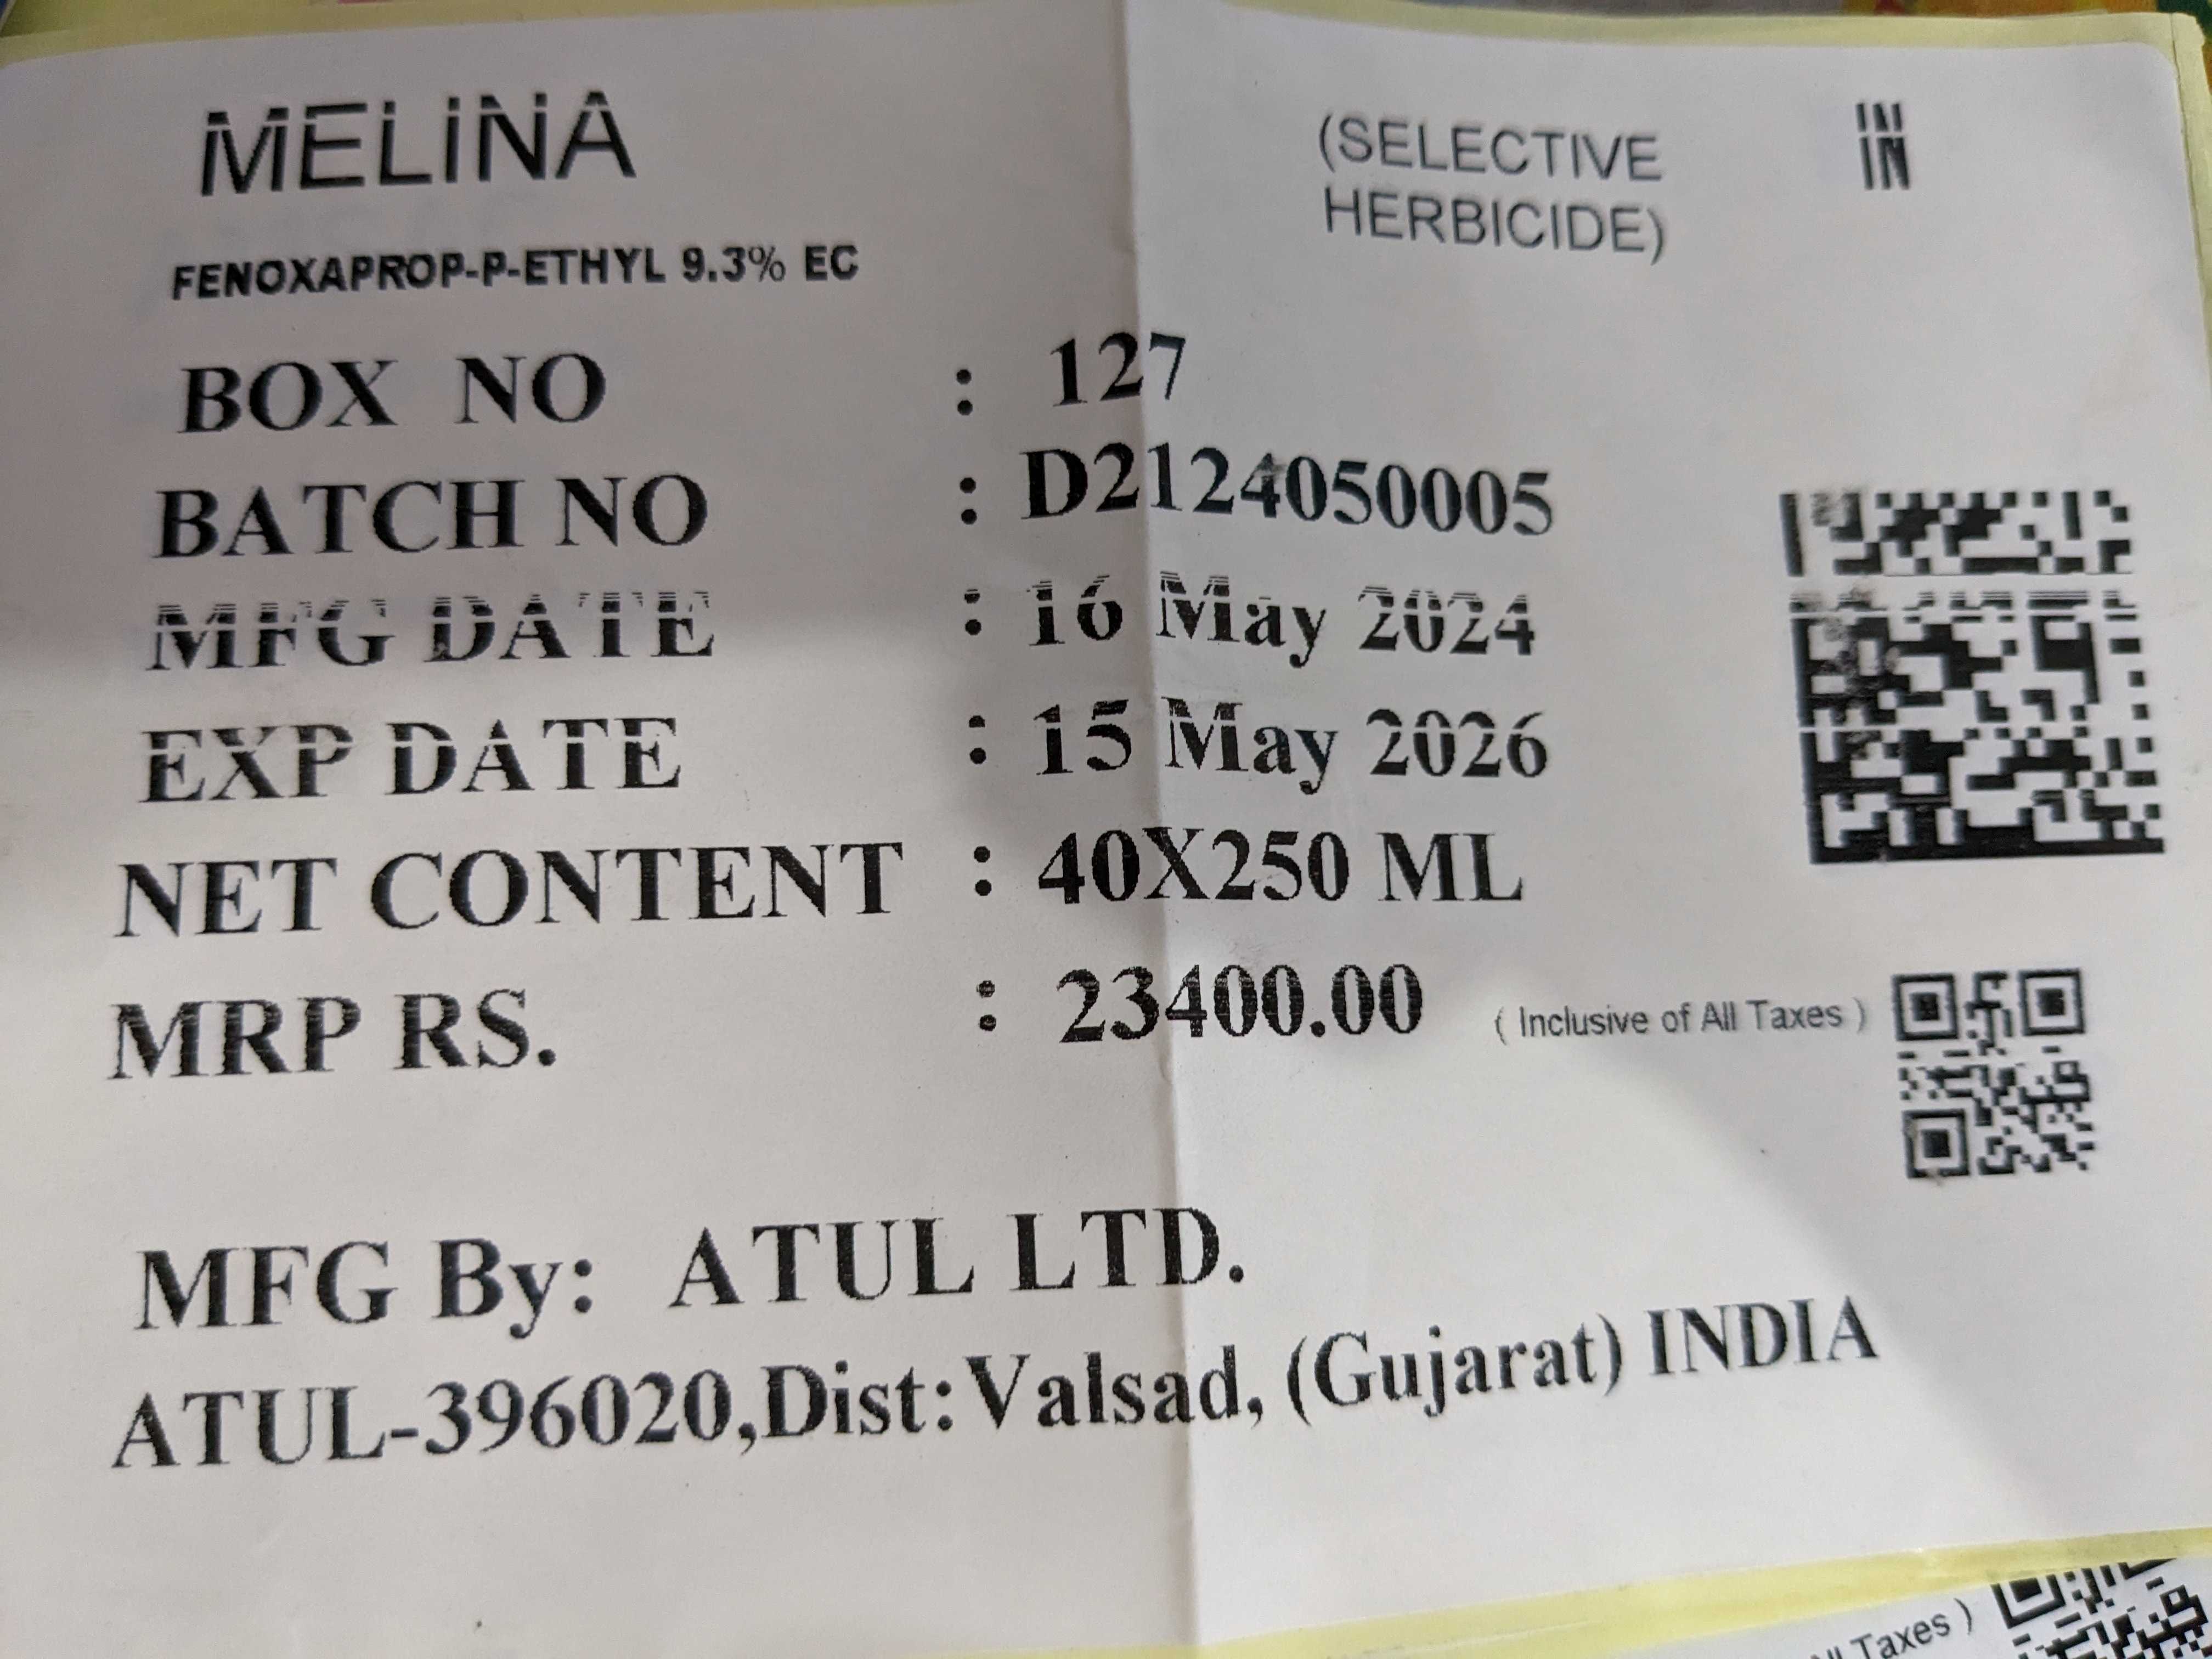 MELINA
(SELECTIVE
HERBICIDE)
IN
FENOXAPROP-P-ETHYL 9.3% EC
BOX NO : 127
BATCH NO : D2124050005
MFG DATE : 16 May 2024
EXP DATE : 15 May 2026
NET CONTENT : 40X250 ML
MRP RS. : 23400.00 ( Inclusive of All Taxes )
MFG By: ATUL LTD.
ATUL-396020,Dist:Valsad, (Gujarat) INDIA
All Taxes )